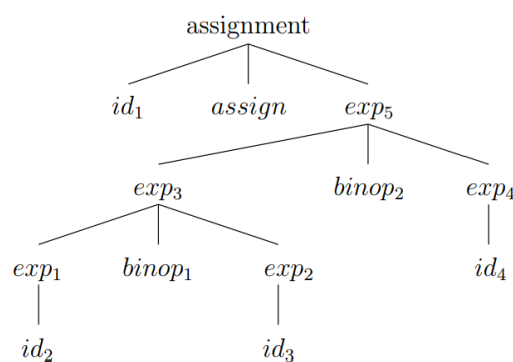 assignment
id₁ assign exp₅
exp₃ binop₂ exp₄
exp₁ binop₁ exp₂ id₄
id₂ id₃